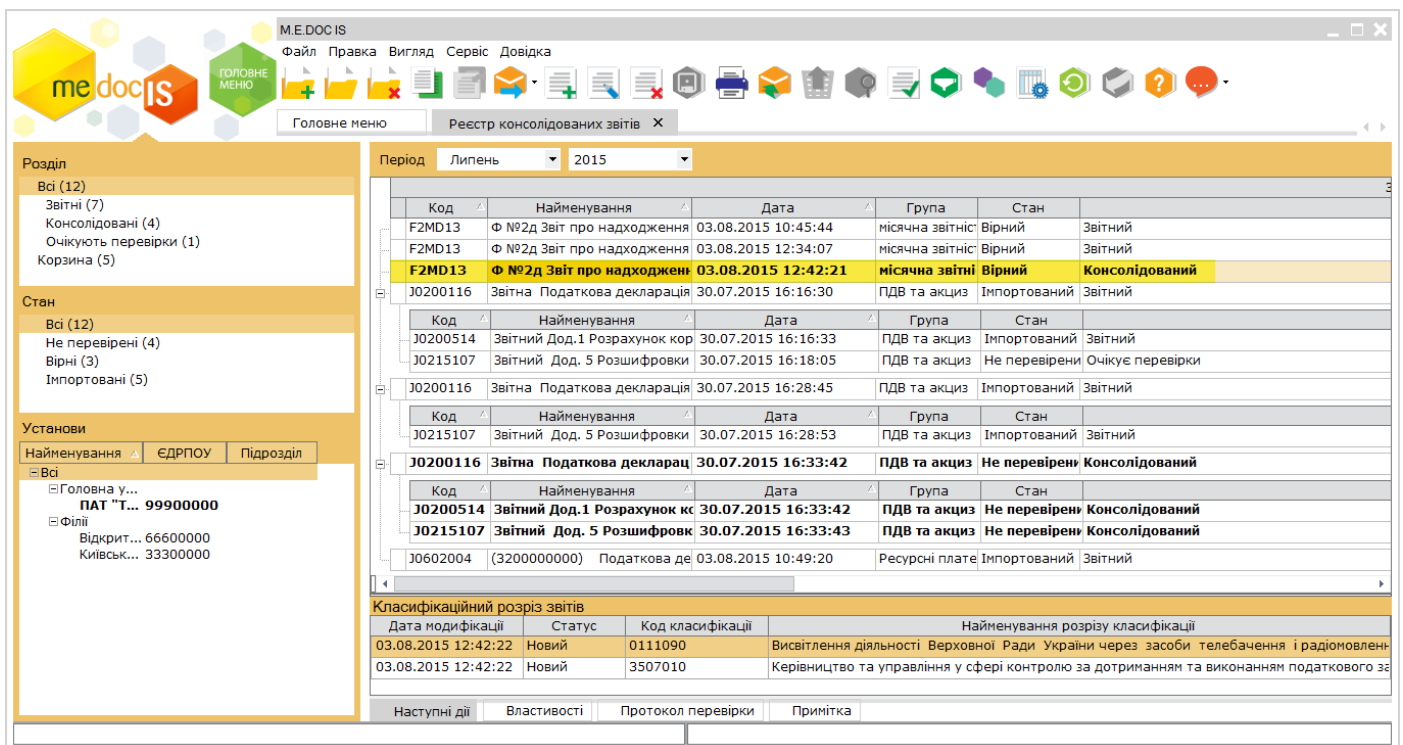 M.E.DOC IS
Файл Правка Вигляд Сервіс Довідка
me doc IS
ГОЛОВНЕ МЕНЮ
Головне меню Реєстр консолідованих звітів X
Розділ
Всі (12)
Звітні (7)
Консолідовані (4)
Очікують перевірки (1)
Корзина (5)
Стан
Всі (12)
Не перевірені (4)
Вірні (3)
Імпортовані (5)
Установи
Найменування ЄДРПОУ Підрозділ
Всі
Головна у...
ПАТ "Т... 99900000
Філії
Відкрит... 66600000
Київськ... 33300000
Період Липень 2015
Код Найменування Дата Група Стан
F2MD13 Ф №2д Звіт про надходження 03.08.2015 10:45:44 місячна звітніст Вірний Звітний
F2MD13 Ф №2д Звіт про надходження 03.08.2015 12:34:07 місячна звітніст Вірний Звітний
F2MD13 Ф №2д Звіт про надходженн 03.08.2015 12:42:21 місячна звітні Вірний Консолідований
J0200116 Звітна Податкова декларація 30.07.2015 16:16:30 ПДВ та акциз Імпортований Звітний
Код Найменування Дата Група Стан
J0200514 Звітний Дод.1 Розрахунок кор 30.07.2015 16:16:33 ПДВ та акциз Імпортований Звітний
J0215107 Звітний Дод. 5 Розшифровки 30.07.2015 16:18:05 ПДВ та акциз Не перевірени Очікує перевірки
J0200116 Звітна Податкова декларація 30.07.2015 16:28:45 ПДВ та акциз Імпортований Звітний
Код Найменування Дата Група Стан
J0215107 Звітний Дод. 5 Розшифровки 30.07.2015 16:28:53 ПДВ та акциз Імпортований Звітний
J0200116 Звітна Податкова декларац 30.07.2015 16:33:42 ПДВ та акциз Не перевірени Консолідований
Код Найменування Дата Група Стан
J0200514 Звітний Дод.1 Розрахунок кс 30.07.2015 16:33:42 ПДВ та акциз Не перевірени Консолідований
J0215107 Звітний Дод. 5 Розшифровк 30.07.2015 16:33:43 ПДВ та акциз Не перевірени Консолідований
J0602004 (3200000000) Податкова де 03.08.2015 10:49:20 Ресурсні плате Імпортований Звітний
Класифікаційний розріз звітів
Дата модифікації Статус Код класифікації Найменування розрізу класифікації
03.08.2015 12:42:22 Новий 0111090 Висвітлення діяльності Верховної Ради України через засоби телебачення і радіомовленн
03.08.2015 12:42:22 Новий 3507010 Керівництво та управління у сфері контролю за дотриманням та виконанням податкового за
Наступні дії Властивості Протокол перевірки Примітка